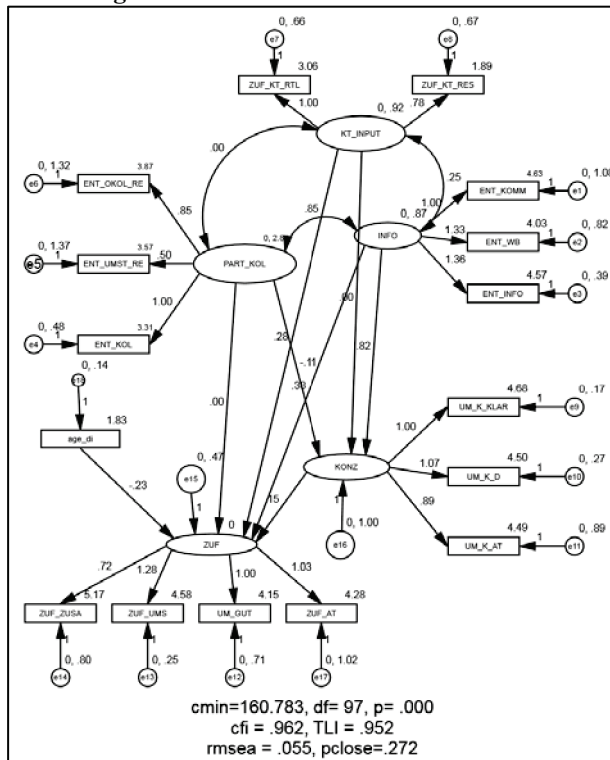 0, .66
0, .67
e7
e8
1
1
3.06
1.89
ZUF_KT_RTL
ZUF_KT_RES
1.00
.78
0, .92
KT_INPUT
0, 1.32
3.87
e6
1
ENT_OKOL_RE
.00
.25
4.63
0, 1.08
1.00
ENT_KOMM
1
e1
.85
.85
0, .87
0, 1.37
3.57
e5
1
ENT_UMST_RE
.50
PART_KOL
INFO
1.33
4.03
0, .82
ENT_WB
1
e2
1.36
4.57
0, .39
ENT_INFO
1
e3
1.00
0, .48
3.31
e4
1
ENT_KOL
.28
-.11
.82
0, .14
1
1.83
age_di
.00
4.68
0, .17
1.00
UM_K_KLAR
1
e9
-.23
0, .47
e15
1
KONZ
1.07
4.50
0, .27
UM_K_D
1
e10
.15
1
0, 1.00
e16
.89
4.49
0, .89
UM_K_AT
1
e11
0
ZUF
.72
1.28
1.00
1.03
5.17
4.58
4.15
4.28
ZUF_ZUSA
ZUF_UMS
UM_GUT
ZUF_AT
1
1
1
1
0, .80
0, .25
0, .71
0, 1.02
e14
e13
e12
e17
cmin=160.783, df= 97, p= .000
cfi = .962, TLI = .952
rmsea = .055, pclose=.272